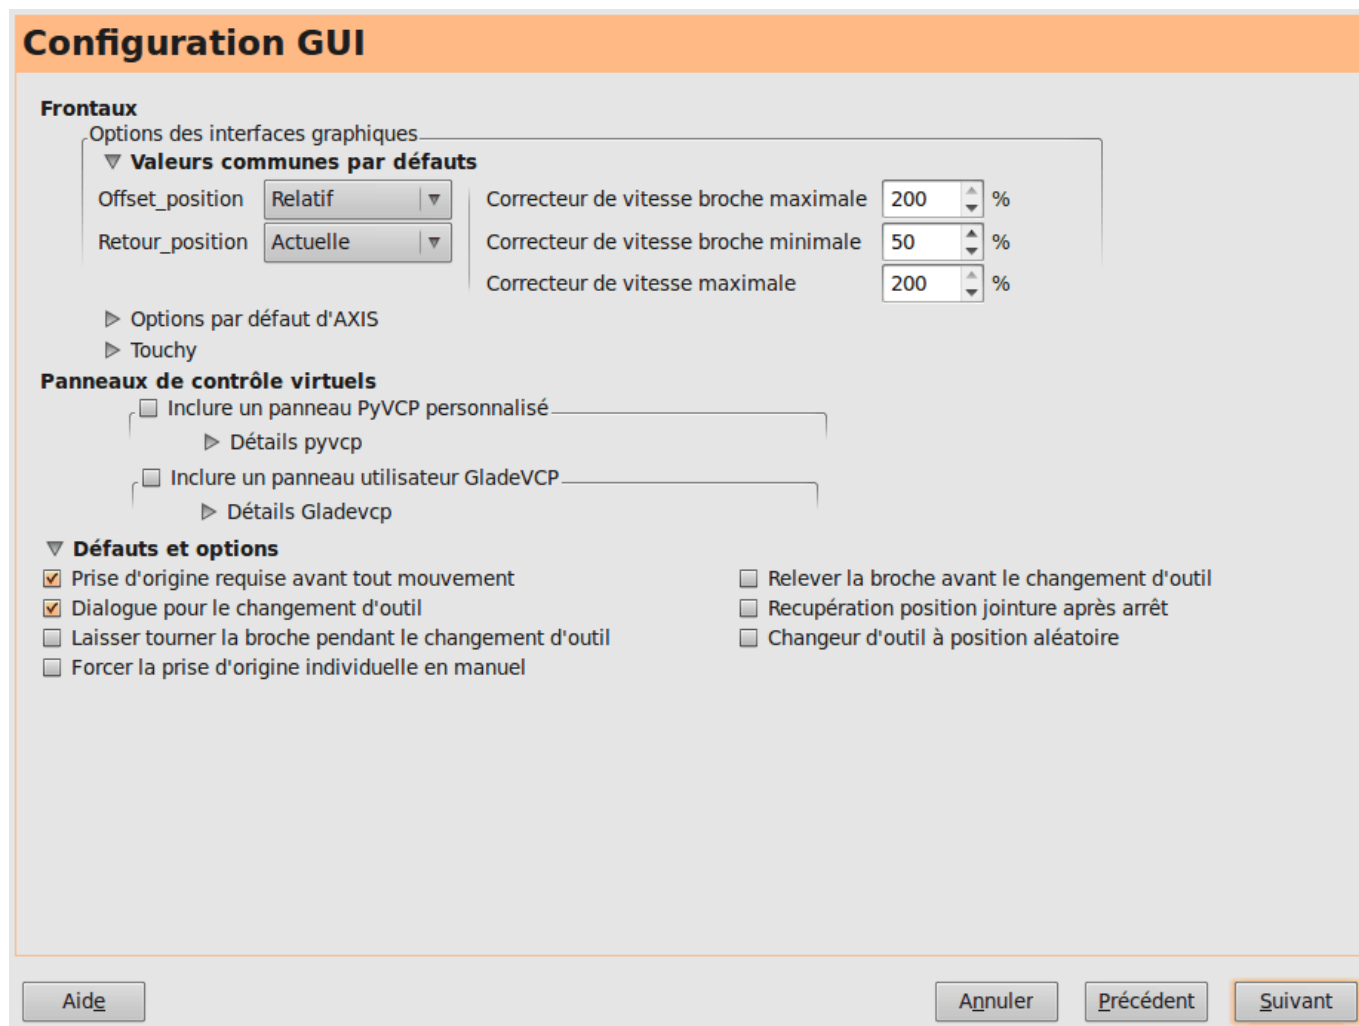 Configuration GUI
Frontaux
Options des interfaces graphiques
Valeurs communes par défauts
Offset_position Relatif Correcteur de vitesse broche maximale 200 %
Retour_position Actuelle Correcteur de vitesse broche minimale 50 %
Correcteur de vitesse maximale 200 %
Options par défaut d'AXIS
Touchy
Panneaux de contrôle virtuels
Inclure un panneau PyVCP personnalisé
Détails pyvcp
Inclure un panneau utilisateur GladeVCP
Détails Gladevcp
Défauts et options
Prise d'origine requise avant tout mouvement Relever la broche avant le changement d'outil
Dialogue pour le changement d'outil Recupération position jointure après arrêt
Laisser tourner la broche pendant le changement d'outil Changeur d'outil à position aléatoire
Forcer la prise d'origine individuelle en manuel
Aide Annuler Précédent Suivant